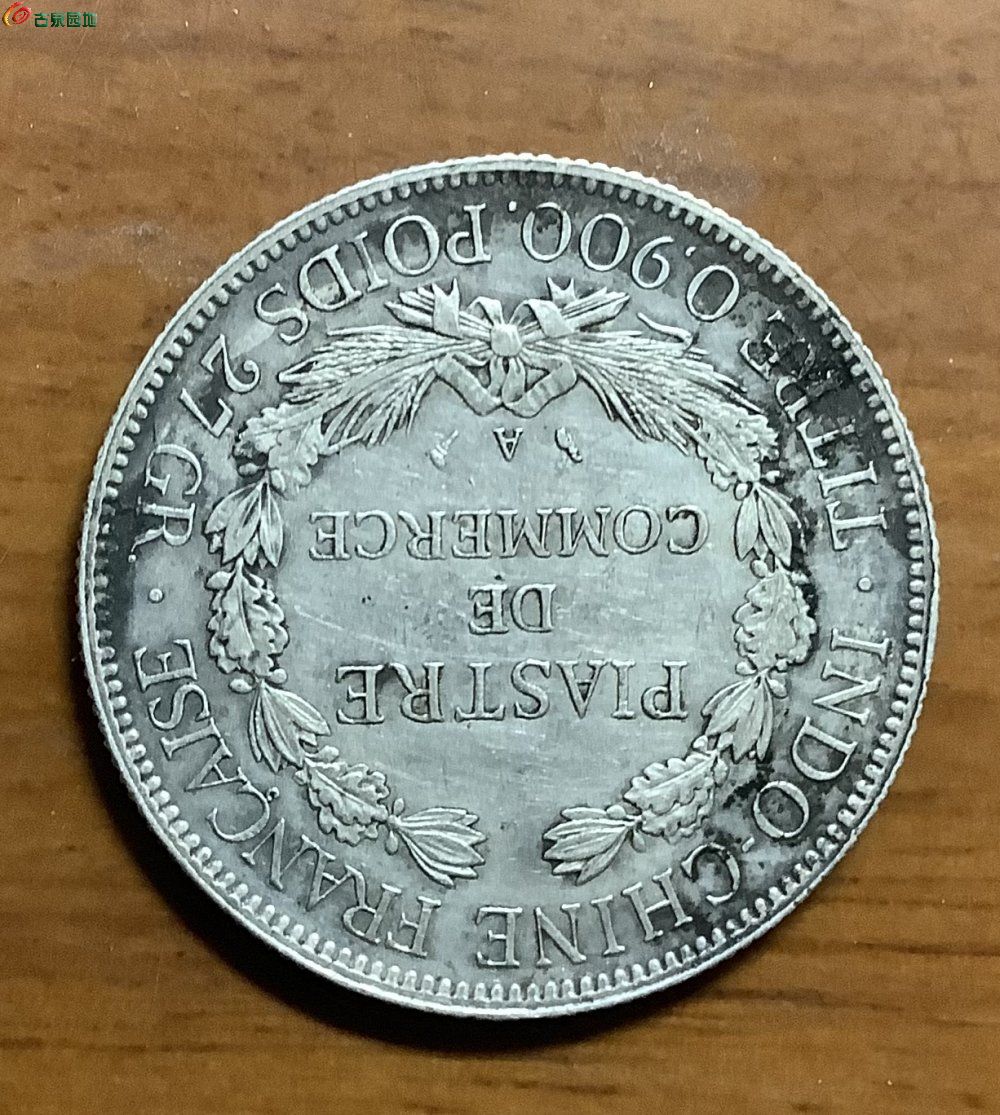 古泉园地
INDO-CHINE FRANÇAISE
PIASTRE
DE
COMMERCE
A
· TITRE 0,900. POIDS 27 GR. ·